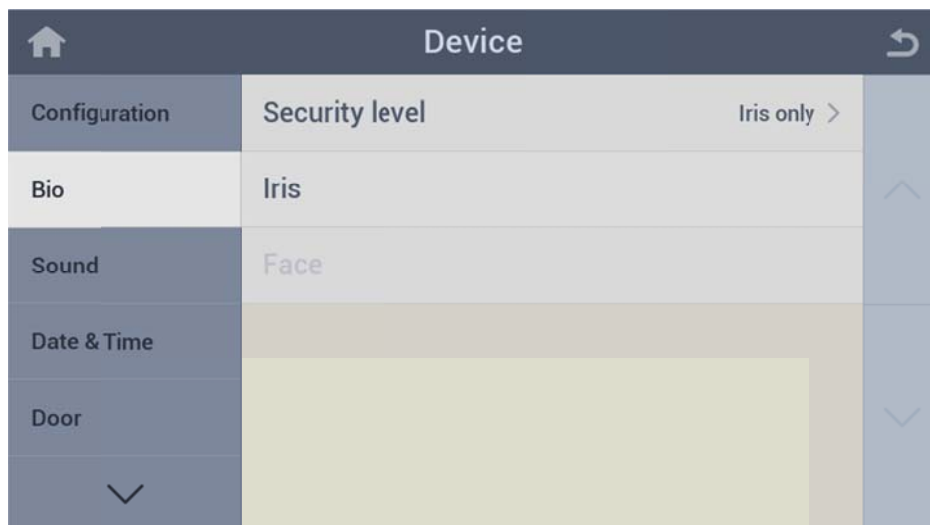 Device
Configuration
Security level
Iris only >
Bio
Iris
Sound
Face
Date & Time
Door